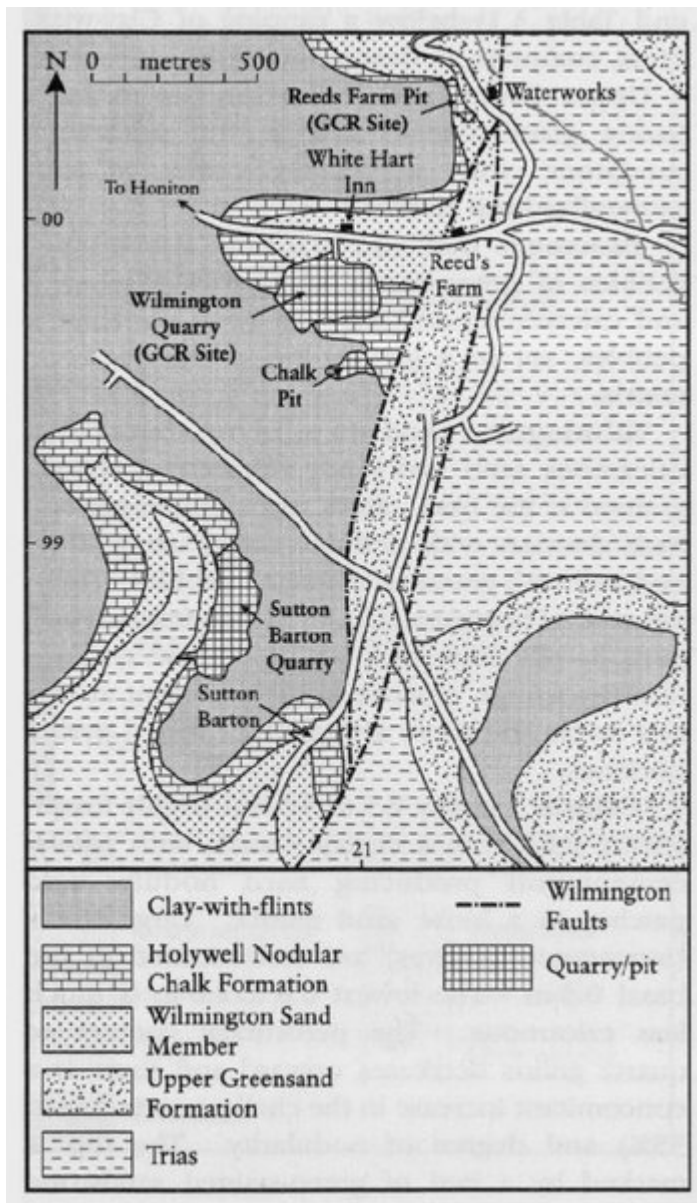 N 0 metres 500
Reeds Farm Pit
(GCR Site)
Waterworks
White Hart
Inn
To Honiton
00
Reed's
Farm
Wilmington
Quarry
(GCR Site)
Chalk
Pit
99
Sutton
Barton
Quarry
Sutton
Barton
21
Clay-with-flints
Holywell Nodular
Chalk Formation
Wilmington Sand
Member
Upper Greensand
Formation
Trias
Wilmington
Faults
Quarry/pit